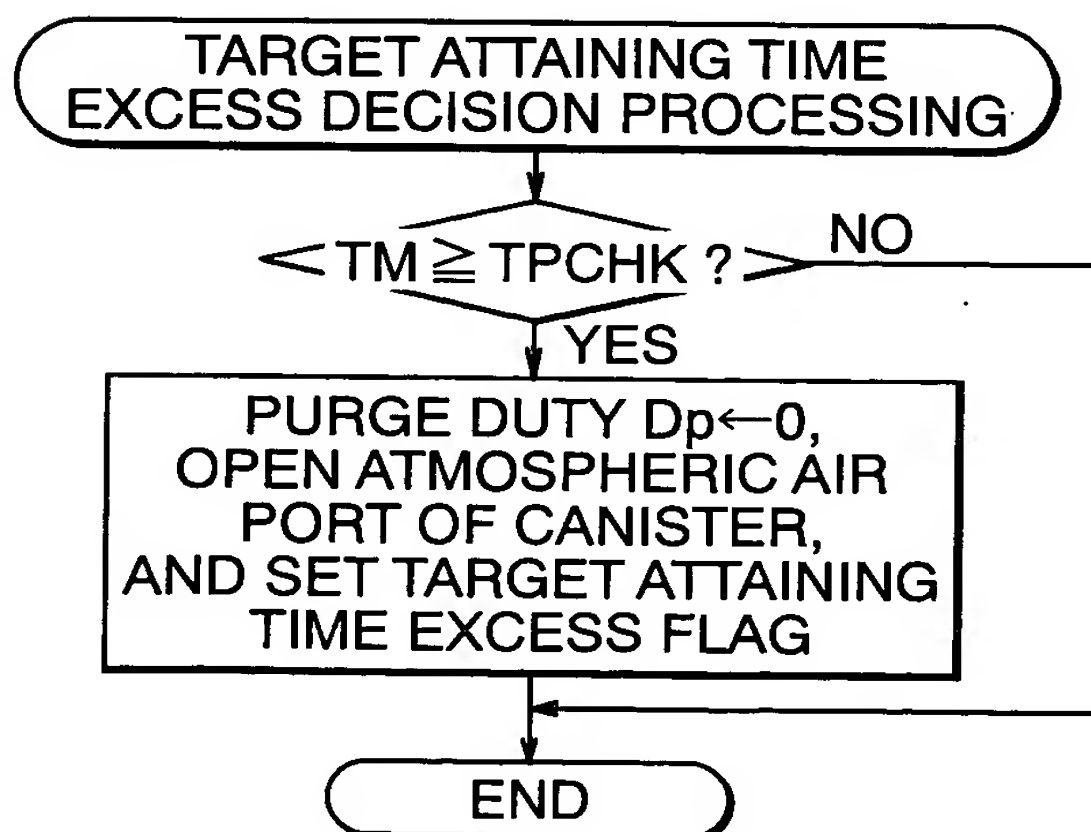 TARGET ATTAINING TIME
EXCESS DECISION PROCESSING
TM ≧ TPCHK ?
NO
YES
PURGE DUTY Dp←0,
OPEN ATMOSPHERIC AIR
PORT OF CANISTER,
AND SET TARGET ATTAINING
TIME EXCESS FLAG
END